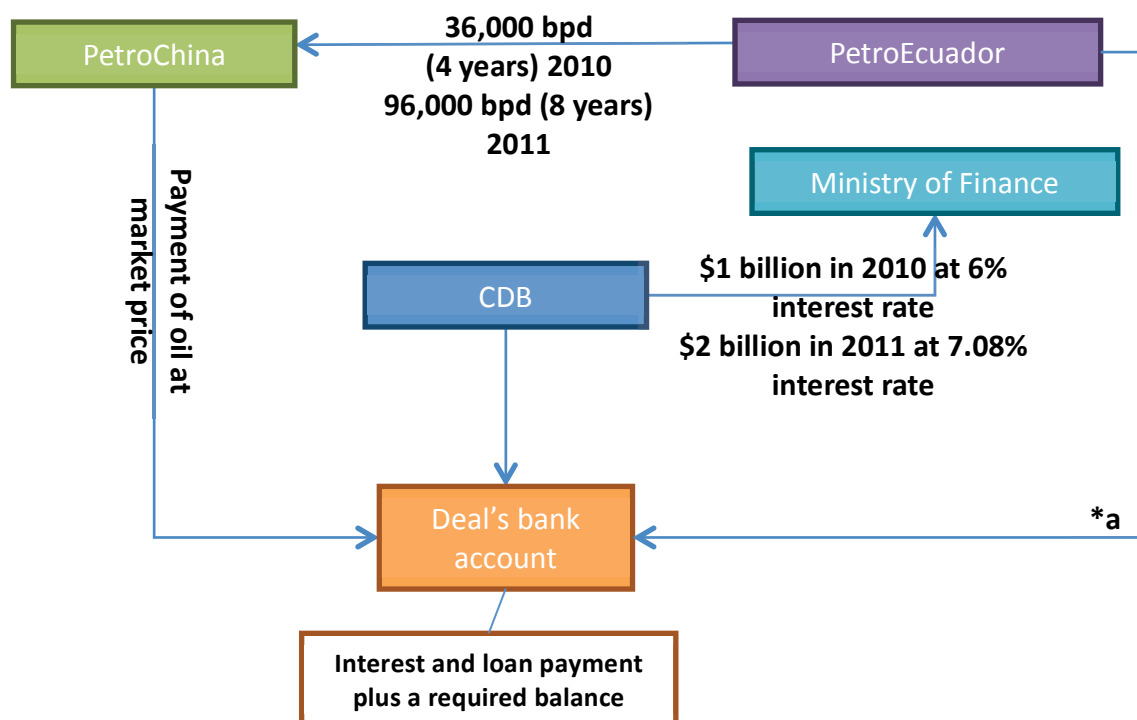 PetroChina
36,000 bpd
(4 years) 2010
96,000 bpd (8 years)
2011
PetroEcuador
Ministry of Finance
Payment of oil at
market price
CDB
$1 billion in 2010 at 6%
interest rate
$2 billion in 2011 at 7.08%
interest rate
Deal's bank
account
*a
Interest and loan payment
plus a required balance